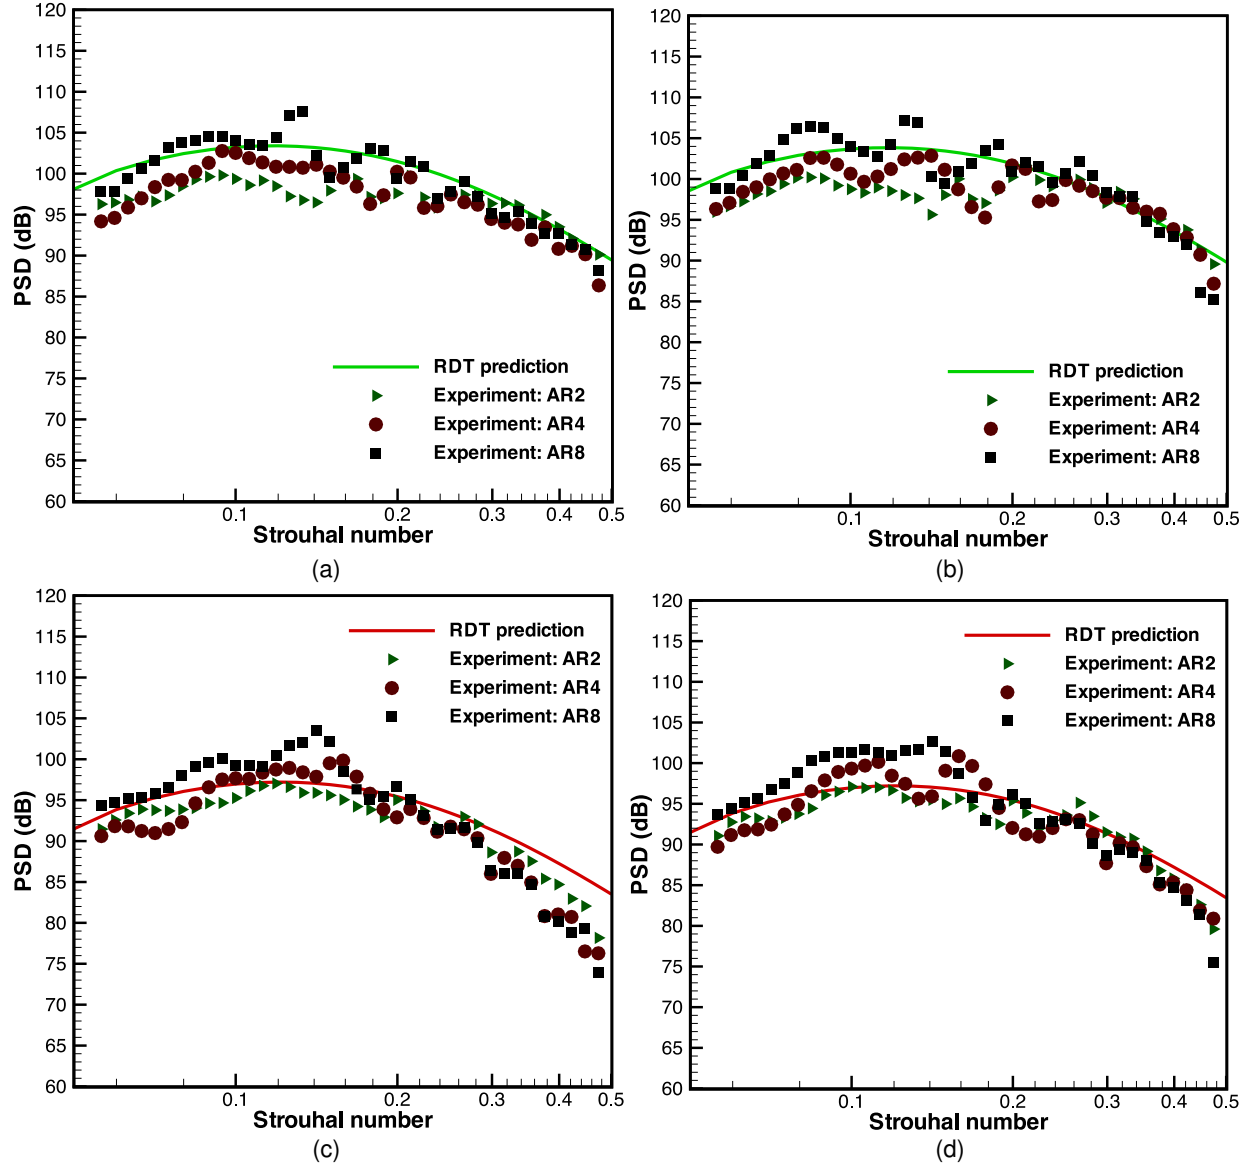 120
115
110
105
100
95
90
85
80
75
70
65
60
PSD (dB)
RDT prediction
Experiment: AR2
Experiment: AR4
Experiment: AR8
0.1
0.2
0.3
0.4
0.5
Strouhal number
(a)
120
115
110
105
100
95
90
85
80
75
70
65
60
PSD (dB)
RDT prediction
Experiment: AR2
Experiment: AR4
Experiment: AR8
0.1
0.2
0.3
0.4
0.5
Strouhal number
(b)
120
115
110
105
100
95
90
85
80
75
70
65
60
PSD (dB)
RDT prediction
Experiment: AR2
Experiment: AR4
Experiment: AR8
0.1
0.2
0.3
0.4
0.5
Strouhal number
(c)
120
115
110
105
100
95
90
85
80
75
70
65
60
PSD (dB)
RDT prediction
Experiment: AR2
Experiment: AR4
Experiment: AR8
0.1
0.2
0.3
0.4
0.5
Strouhal number
(d)